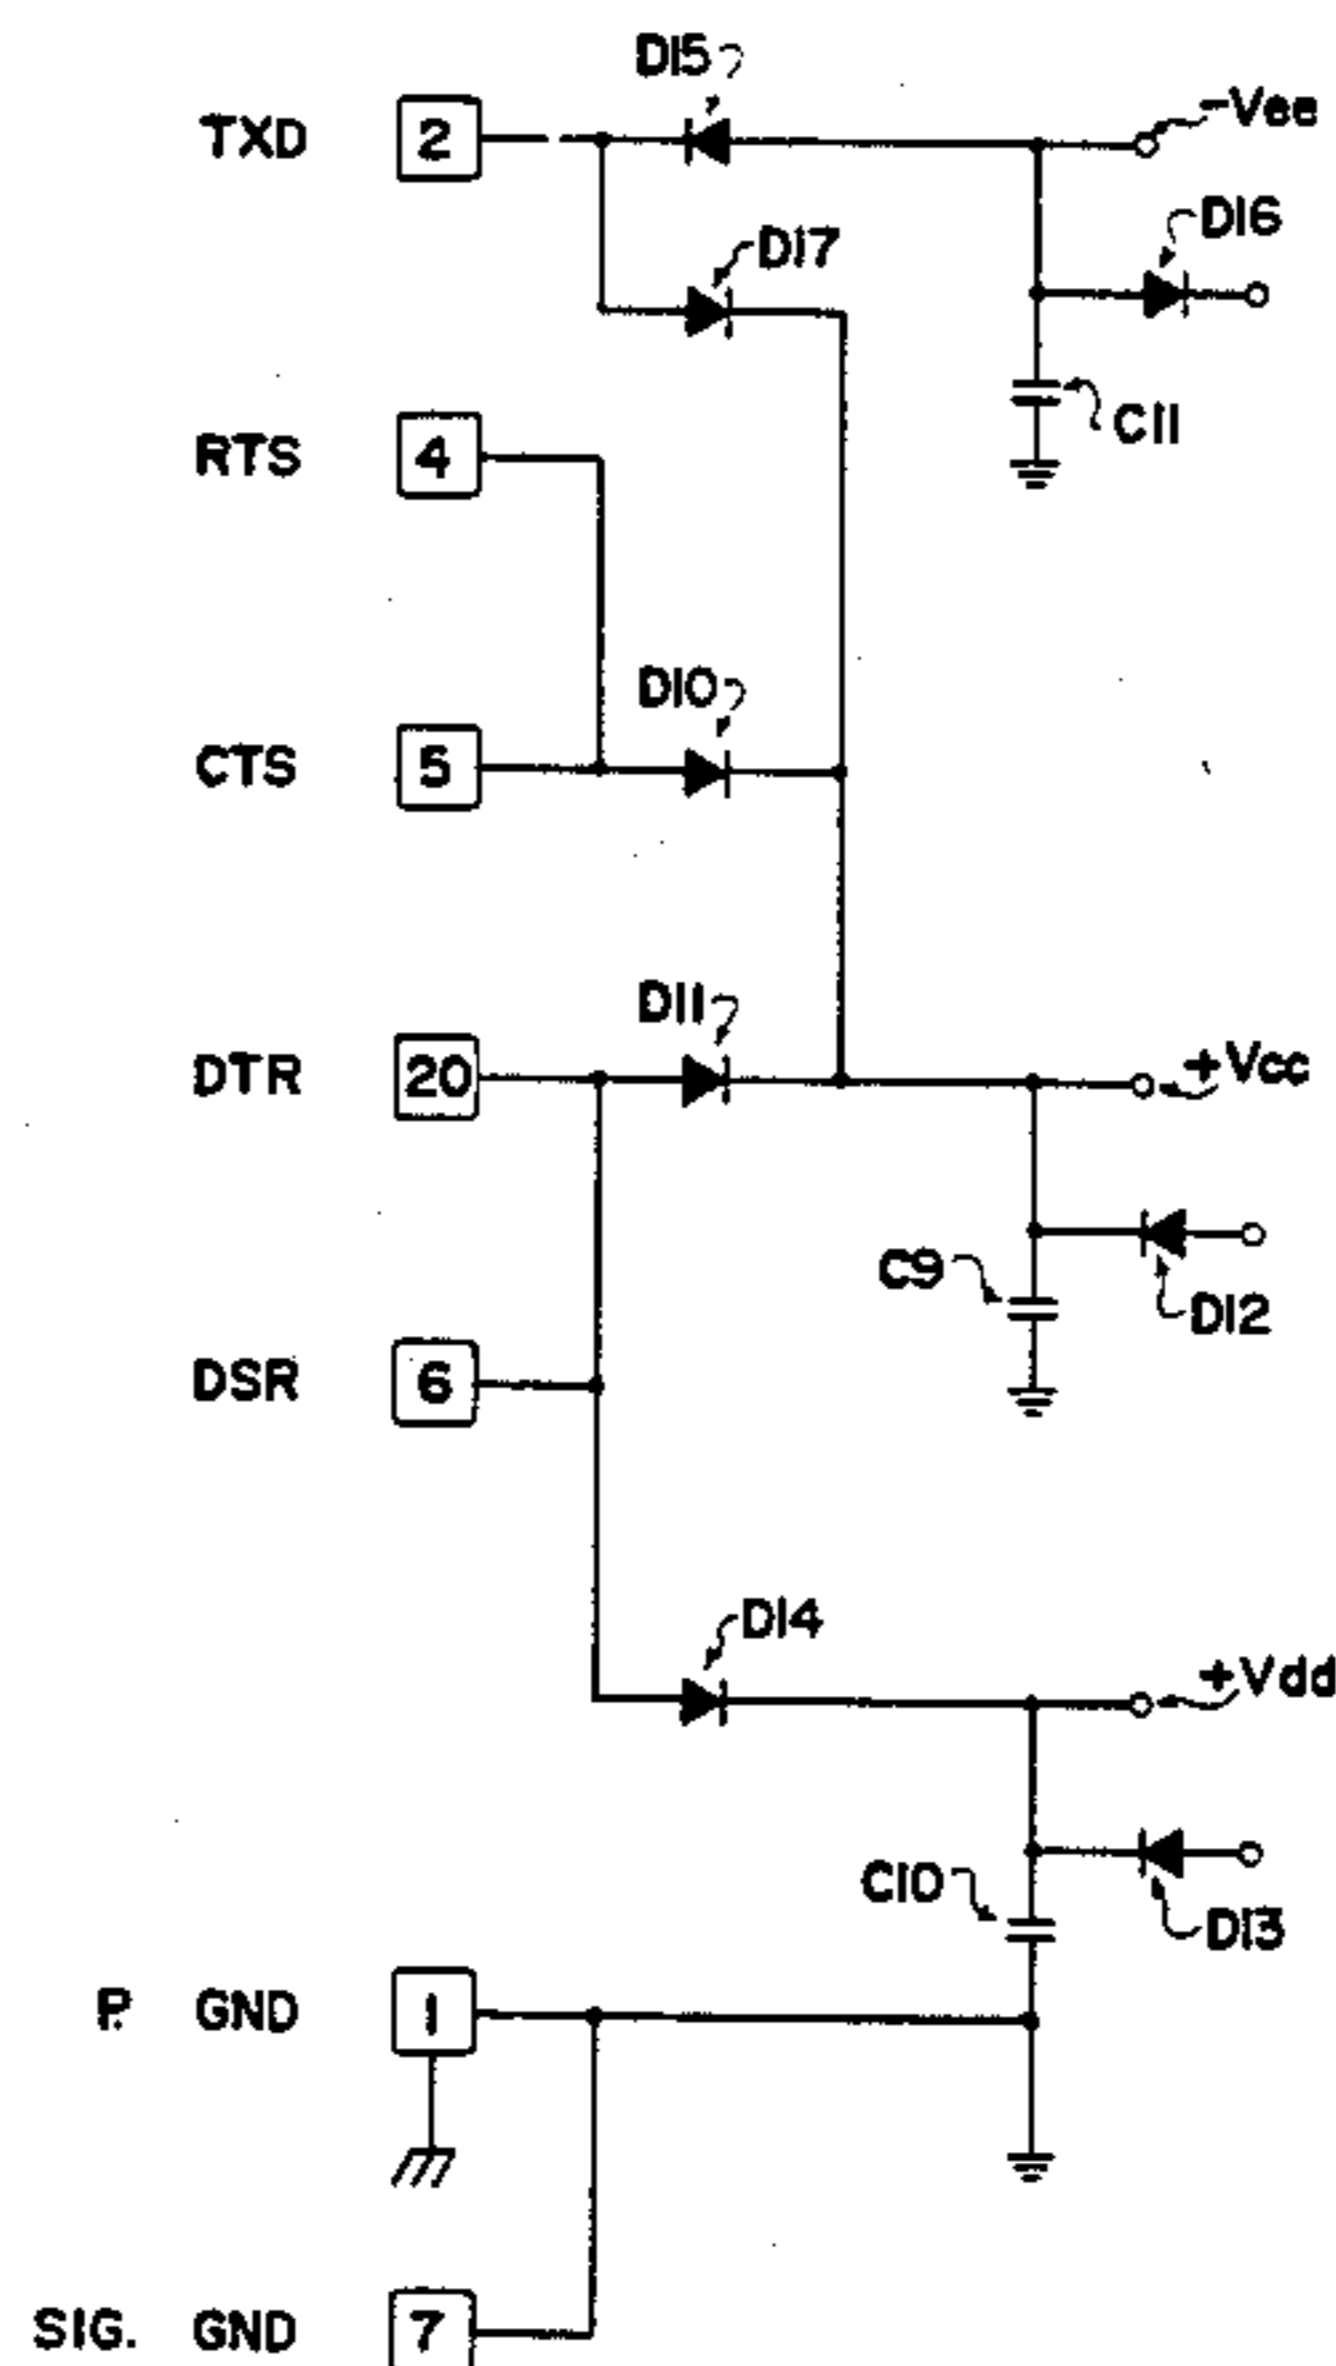 D15
TXD 2 -Vee
D16
D17
C11
RTS 4
D10
CTS 5
D11
DTR 20 +Vcc
C9
D12
DSR 6
D14
+Vdd
C10
D13
P. GND 1
SIG. GND 7